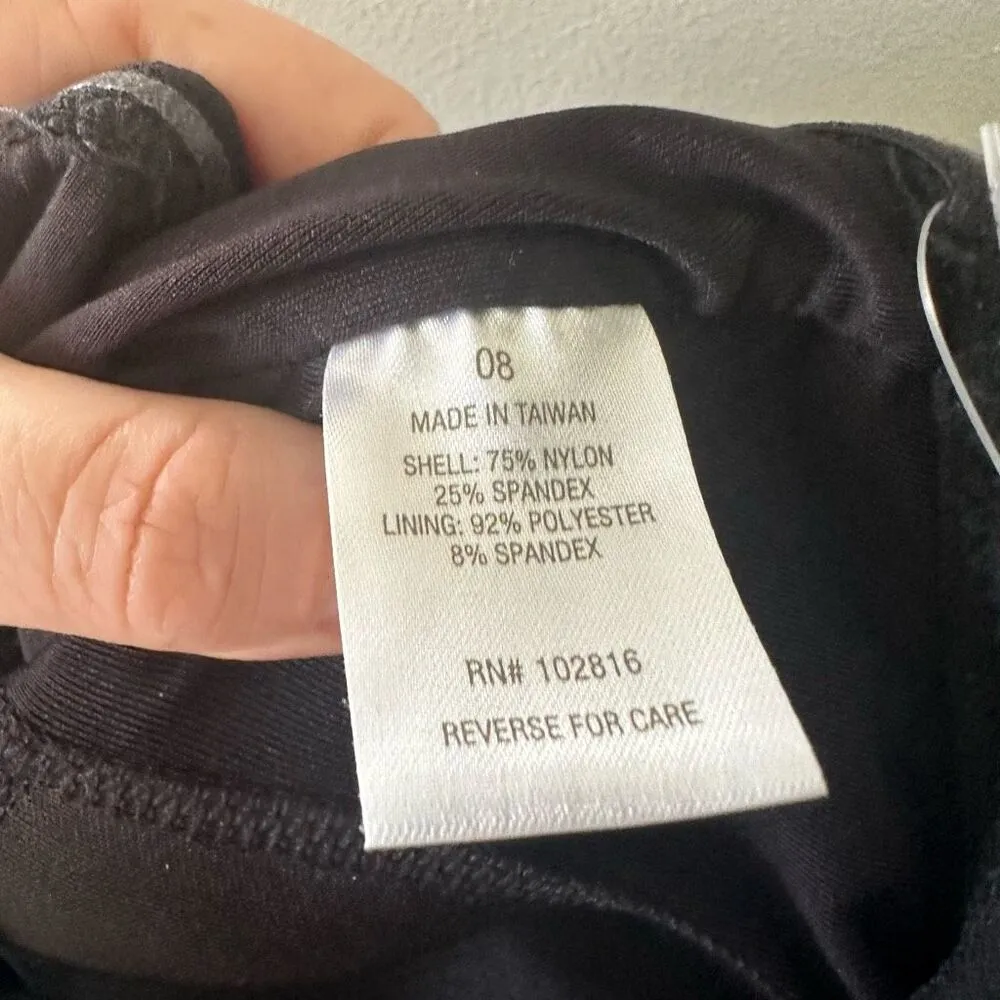 08
MADE IN TAIWAN
SHELL: 75% NYLON
25% SPANDEX
LINING: 92% POLYESTER
8% SPANDEX
RN# 102816
REVERSE FOR CARE